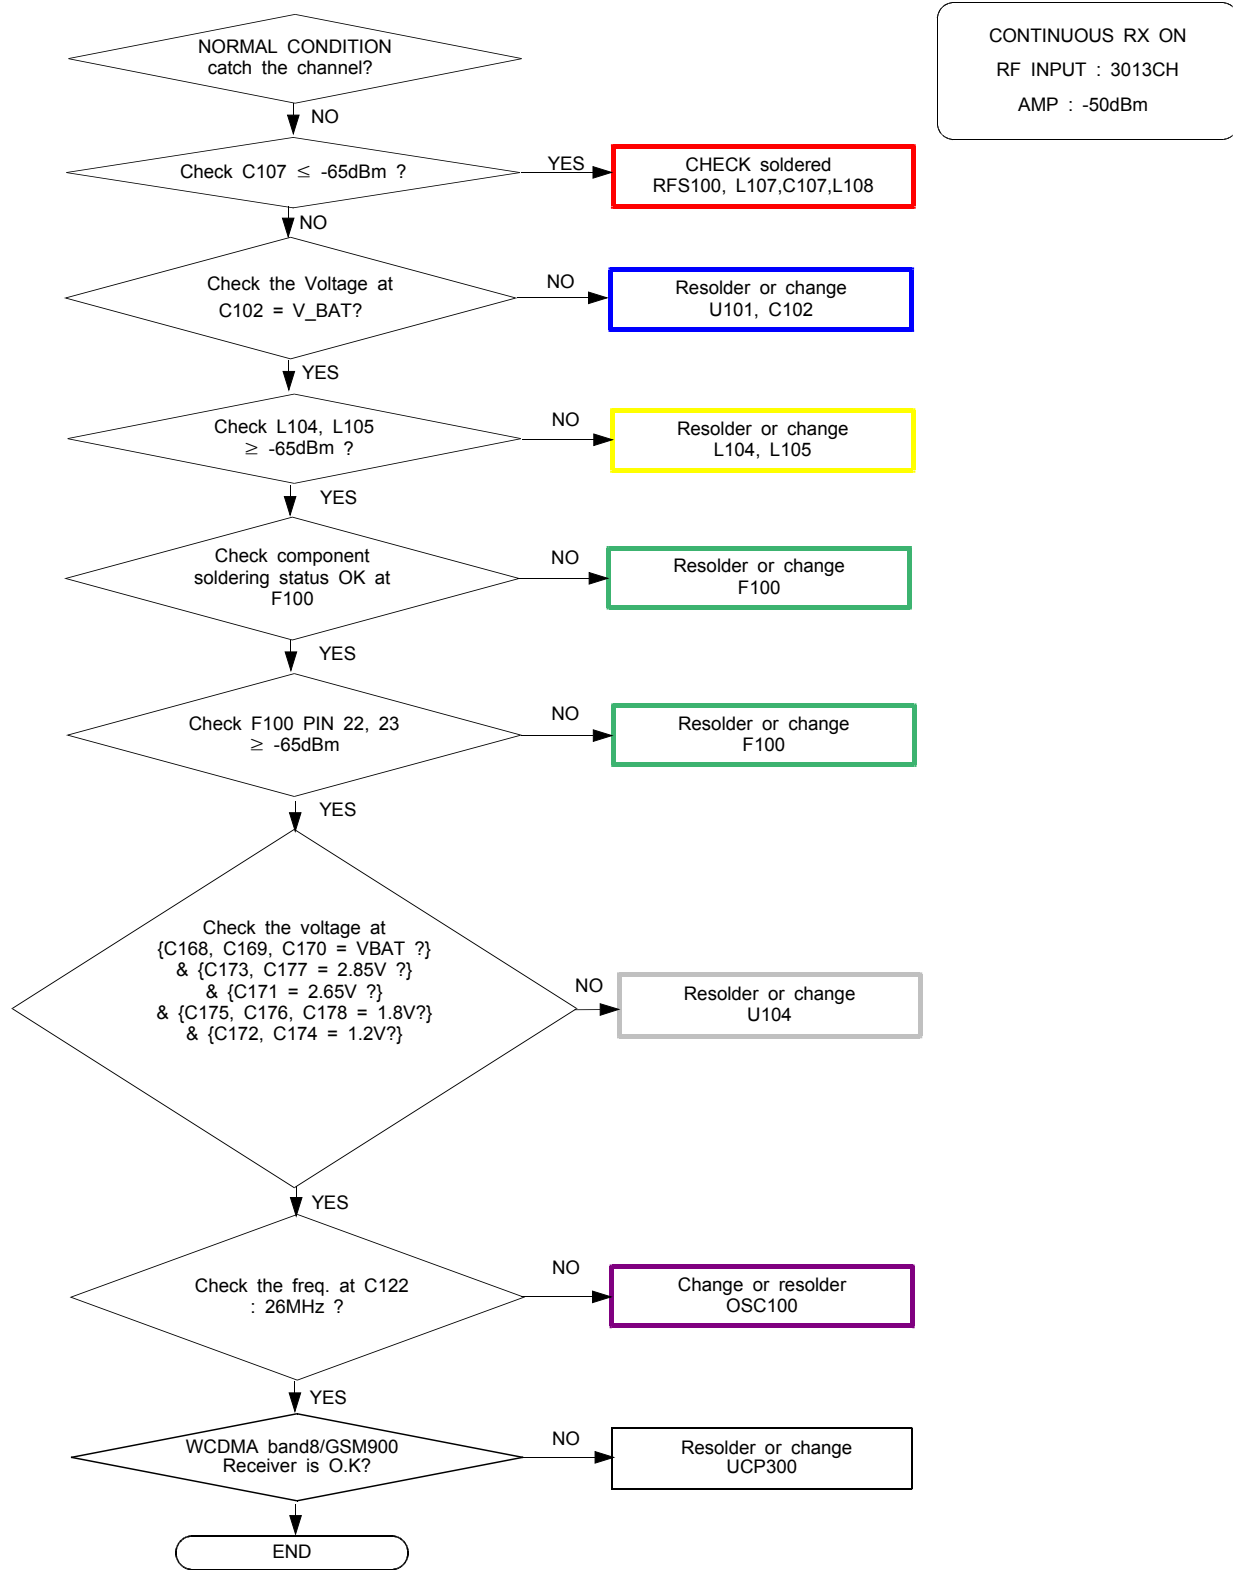 NORMAL CONDITION
catch the channel?
CONTINUOUS RX ON
RF INPUT : 3013CH
AMP : -50dBm
NO
Check C107 ≤ -65dBm ?
YES
CHECK soldered
RFS100, L107,C107,L108
NO
Check the Voltage at
C102 = V_BAT?
NO
Resolder or change
U101, C102
YES
Check L104, L105
≥ -65dBm ?
NO
Resolder or change
L104, L105
YES
Check component
soldering status OK at
F100
NO
Resolder or change
F100
YES
Check F100 PIN 22, 23
≥ -65dBm
NO
Resolder or change
F100
YES
Check the voltage at
{C168, C169, C170 = VBAT ?}
& {C173, C177 = 2.85V ?}
& {C171 = 2.65V ?}
& {C175, C176, C178 = 1.8V?}
& {C172, C174 = 1.2V?}
NO
Resolder or change
U104
YES
Check the freq. at C122
: 26MHz ?
NO
Change or resolder
OSC100
YES
WCDMA band8/GSM900
Receiver is O.K?
NO
Resolder or change
UCP300
END